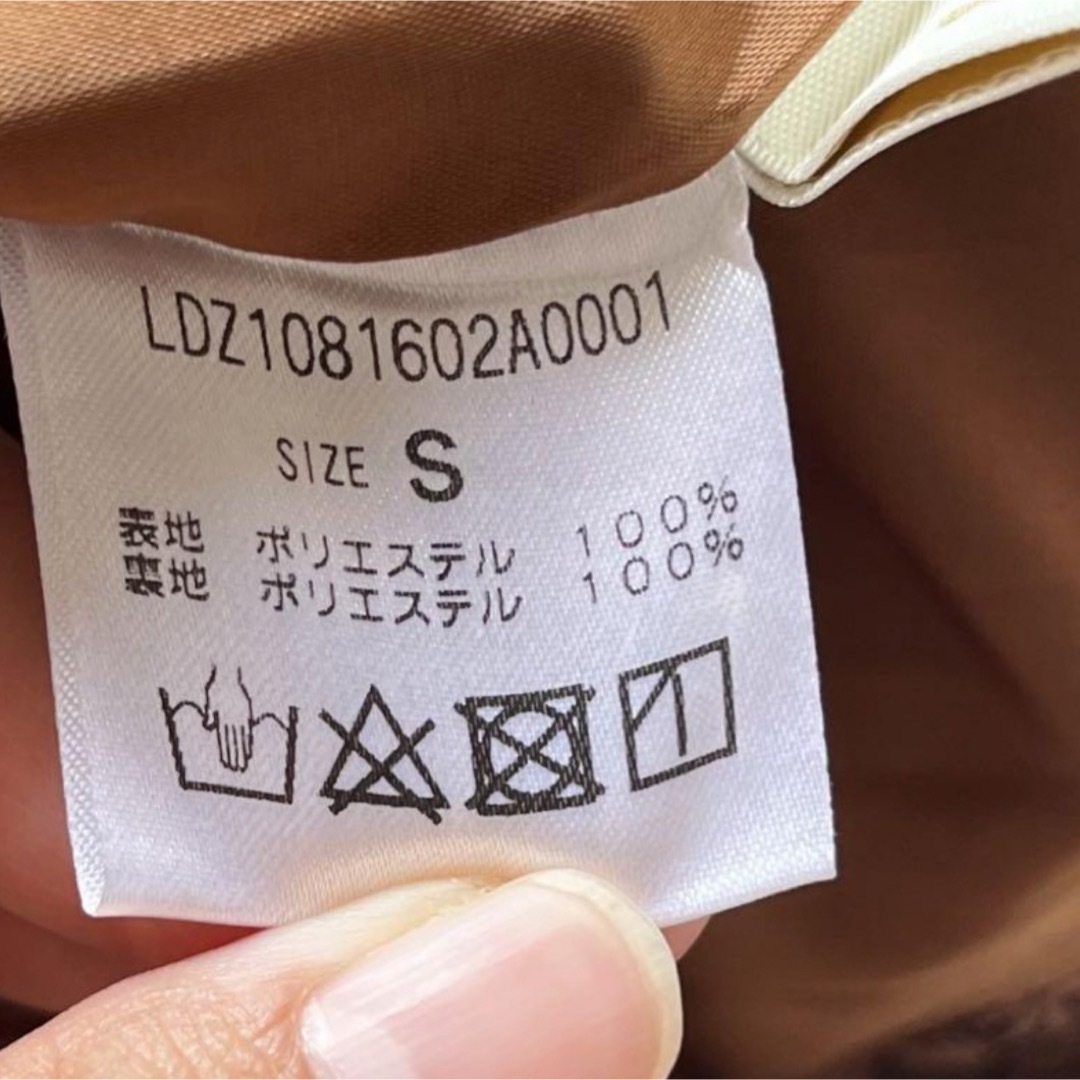 LDZ1081602A0001
SIZE S
表地 ポリエステル 100%
裏地 ポリエステル 100%